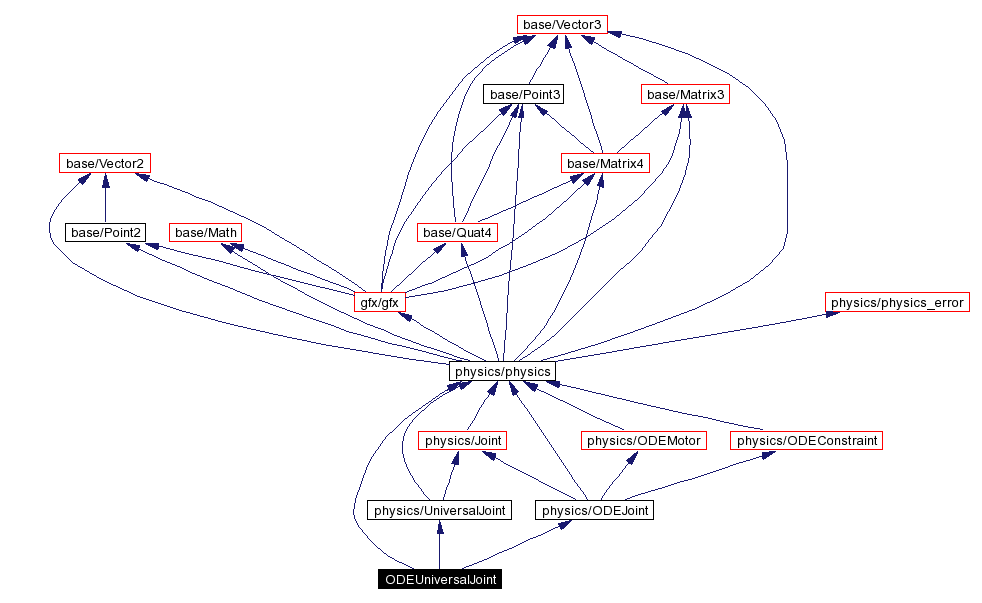 base/Vector3
base/Point3
base/Matrix3
base/Vector2
base/Matrix4
base/Point2
base/Math
base/Quat4
gfx/gfx
physics/physics_error
physics/physics
physics/Joint
physics/ODEMotor
physics/ODEConstraint
physics/UniversalJoint
physics/ODEJoint
ODEUniversalJoint